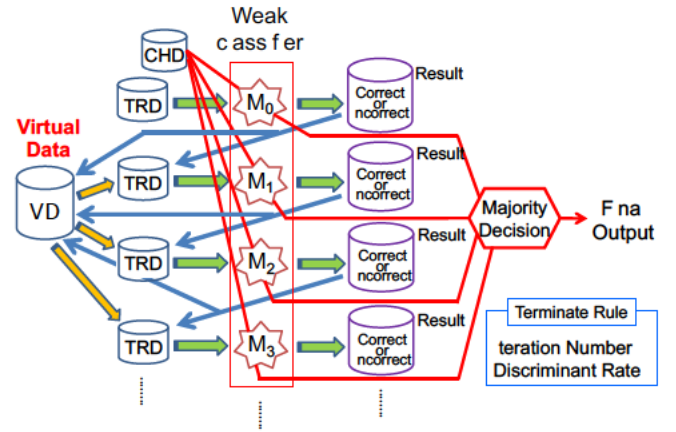 Weak
c ass f er
CHD
Result
TRD
M0
Correct
or
ncorrect
Virtual
Data
Result
TRD
M1
Correct
or
ncorrect
VD
Majority
Decision
F na
Output
Result
TRD
M2
Correct
or
ncorrect
Result
TRD
M3
Correct
or
ncorrect
Terminate Rule
teration Number
Discriminant Rate